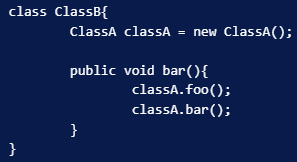 class ClassB{
        ClassA classA = new ClassA();

        public void bar(){
                classA.foo();
                classA.bar();
        }
}